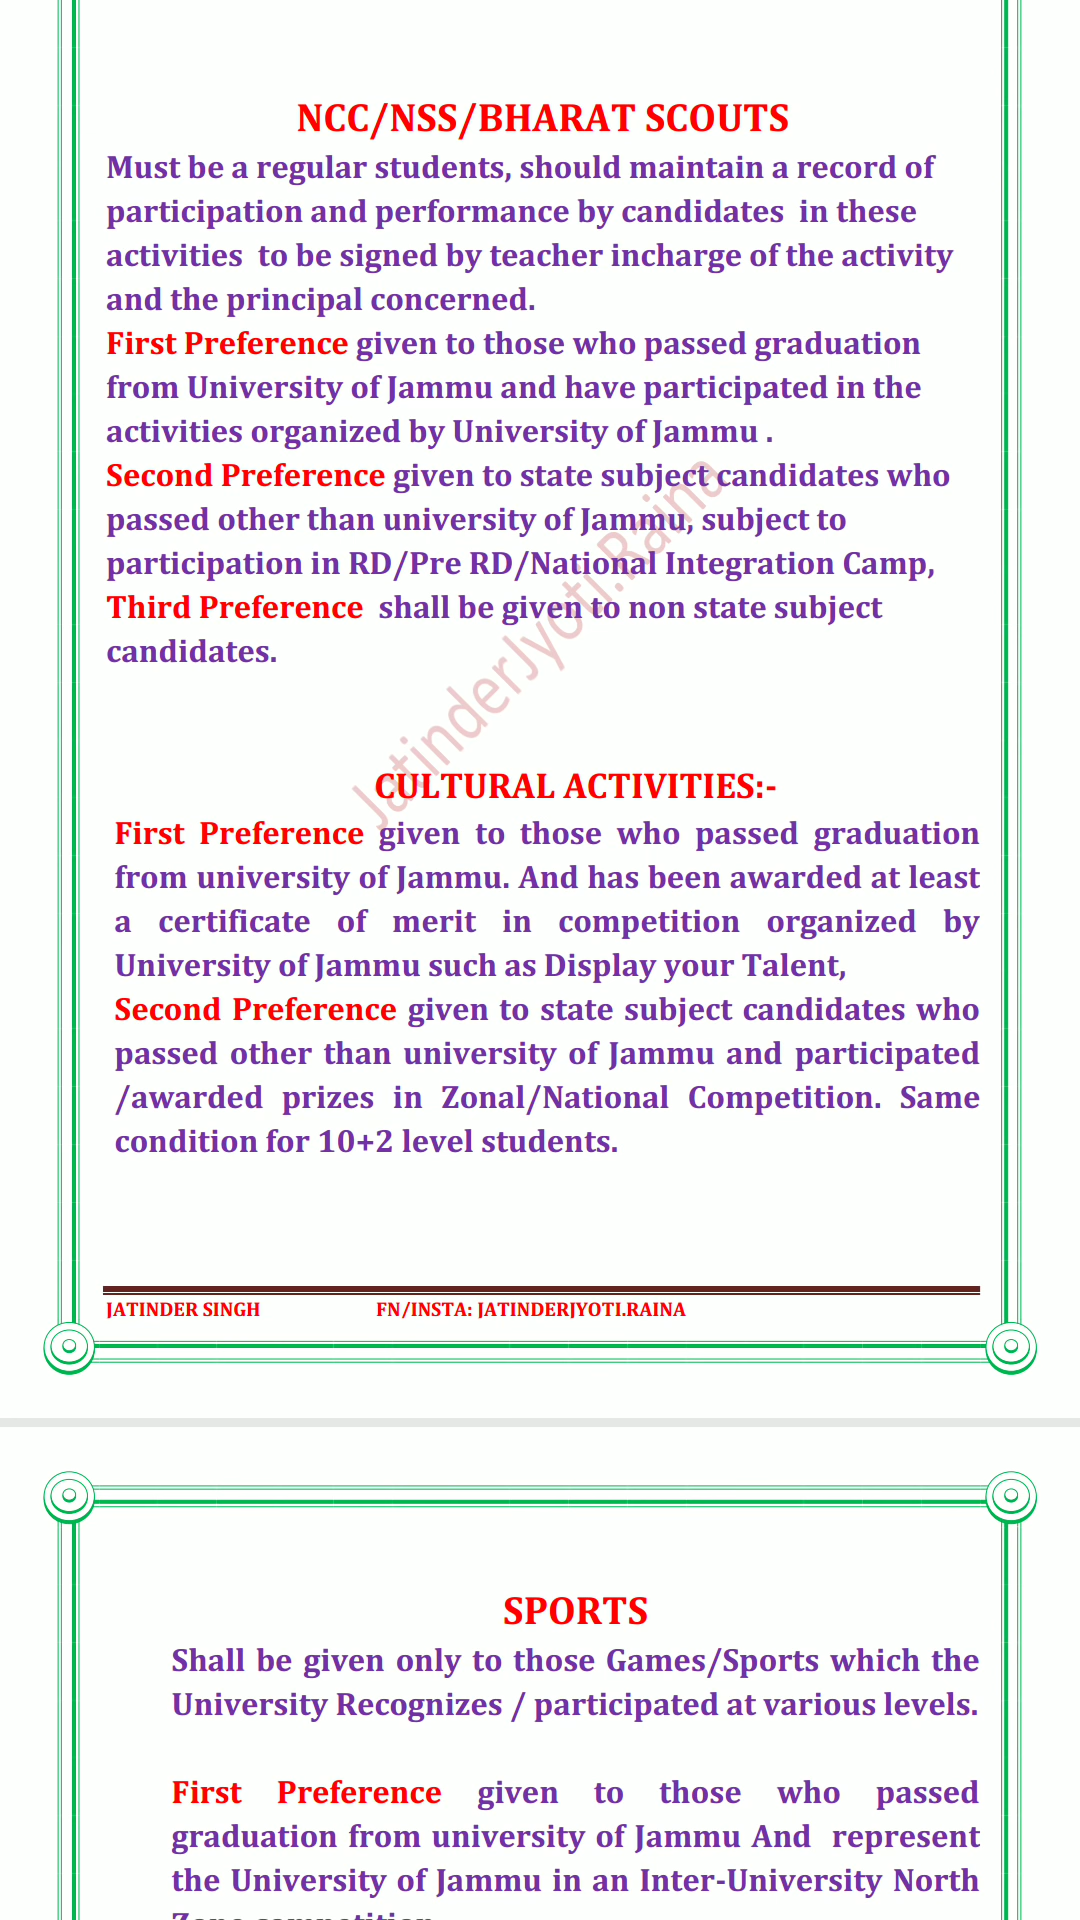 NCC/NSS/BHARAT SCOUTS
Must be a regular students, should maintain a record of
participation and performance by candidates in these
activities to be signed by teacher incharge of the activity
and the principal concerned.
First Preference given to those who passed graduation
from University of Jammu and have participated in the
activities organized by University of Jammu .
Second Preference given to state subject candidates who
passed other than university of Jammu, subject to
participation in RD/Pre RD/National Integration Camp,
Third Preference shall be given to non state subject
candidates.
JatinderJyoti.Raina
CULTURAL ACTIVITIES:-
First Preference given to those who passed graduation
from university of Jammu. And has been awarded at least
a certificate of merit in competition organized by
University of Jammu such as Display your Talent,
Second Preference given to state subject candidates who
passed other than university of Jammu and participated
/awarded prizes in Zonal/National Competition. Same
condition for 10+2 level students.
JATINDER SINGH FN/INSTA: JATINDERJYOTI.RAINA
SPORTS
Shall be given only to those Games/Sports which the
University Recognizes / participated at various levels.
First Preference given to those who passed
graduation from university of Jammu And represent
the University of Jammu in an Inter-University North